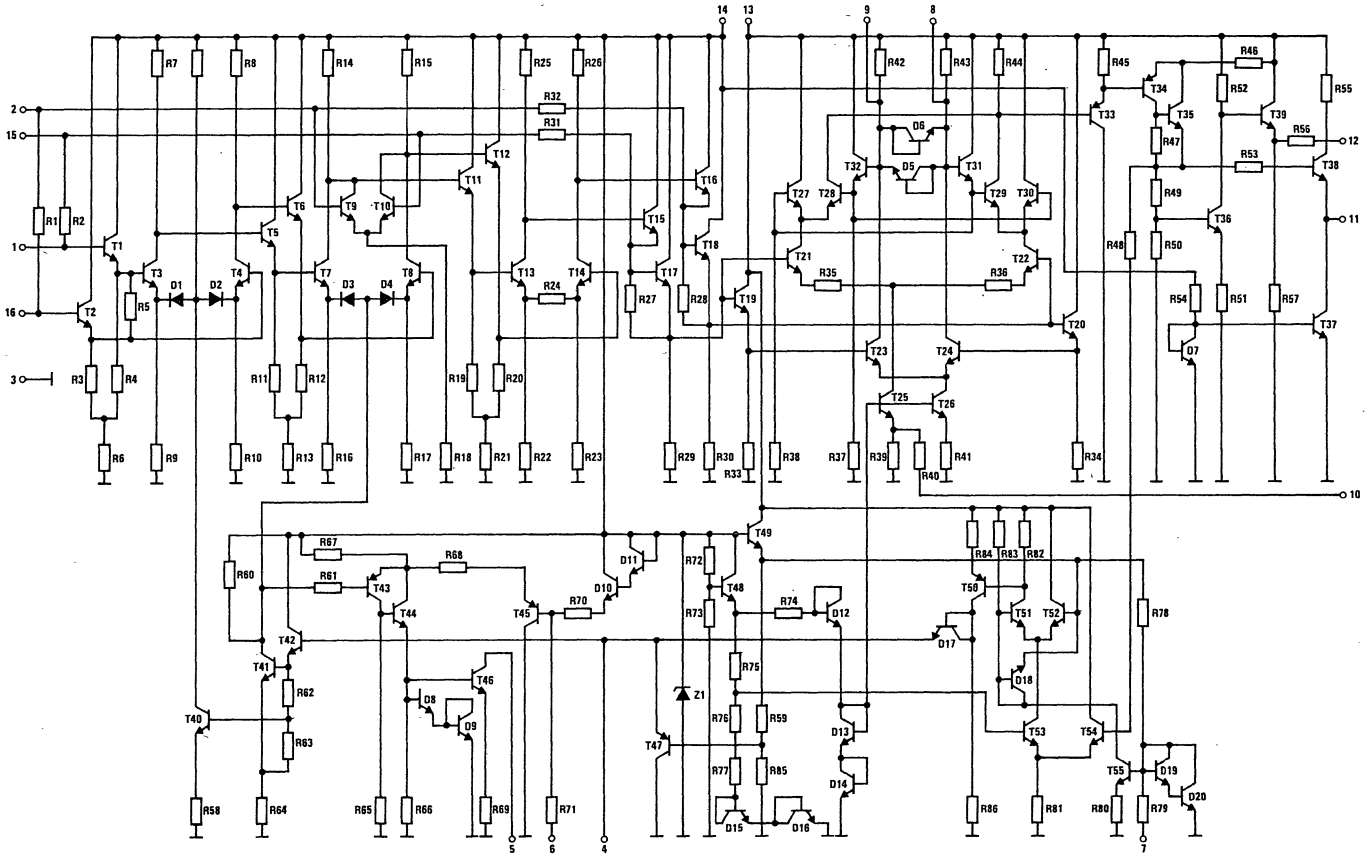 14 13 9 8
R7 R8 R14 R15 R25 R26 R42 R43 R44 R45 R46 R52 R55
T34
2 R32 D6 T33 T35 T39 R56
15 R31 R47 12
T12 T32 D5 T31 T38
T11 T16 R53
T6 T9 T10 T27 T28 T29 T30 R49
R1 R2 T5 T15 T36 11
1 T1 T18 R48 R50
T3 D1 D2 T4 T7 D3 D4 T8 T13 T14 T17 T21 T22
R5 R24 R27 R28 T19 R35 R36 R54 R51 R57
16 T2 T20 T37
T23 T24 D7
3 R3 R4 R11 R12 R19 R20
T25 T26
R6 R9 R10 R13 R16 R17 R18 R21 R22 R23 R29 R30 R33 R38 R37 R39 R40 R41 R34
10
R67 T49
R60 R61 R68 D11 R72 R84 R83 R82
T43 D10 T48 T50
T44 T45 R70 R73 R74 D12 T51 T52 R78
T42 D17
T41 T46 R75 D18
R62 D8 Z1
T40 D9 R76 R59 D13 T53 T54
R63 T47
R77 R85 D14 T55 D19
R58 R64 R65 R66 R69 R71 R86 R81 R80 R79 D20
D15 D16
5 6 4 7